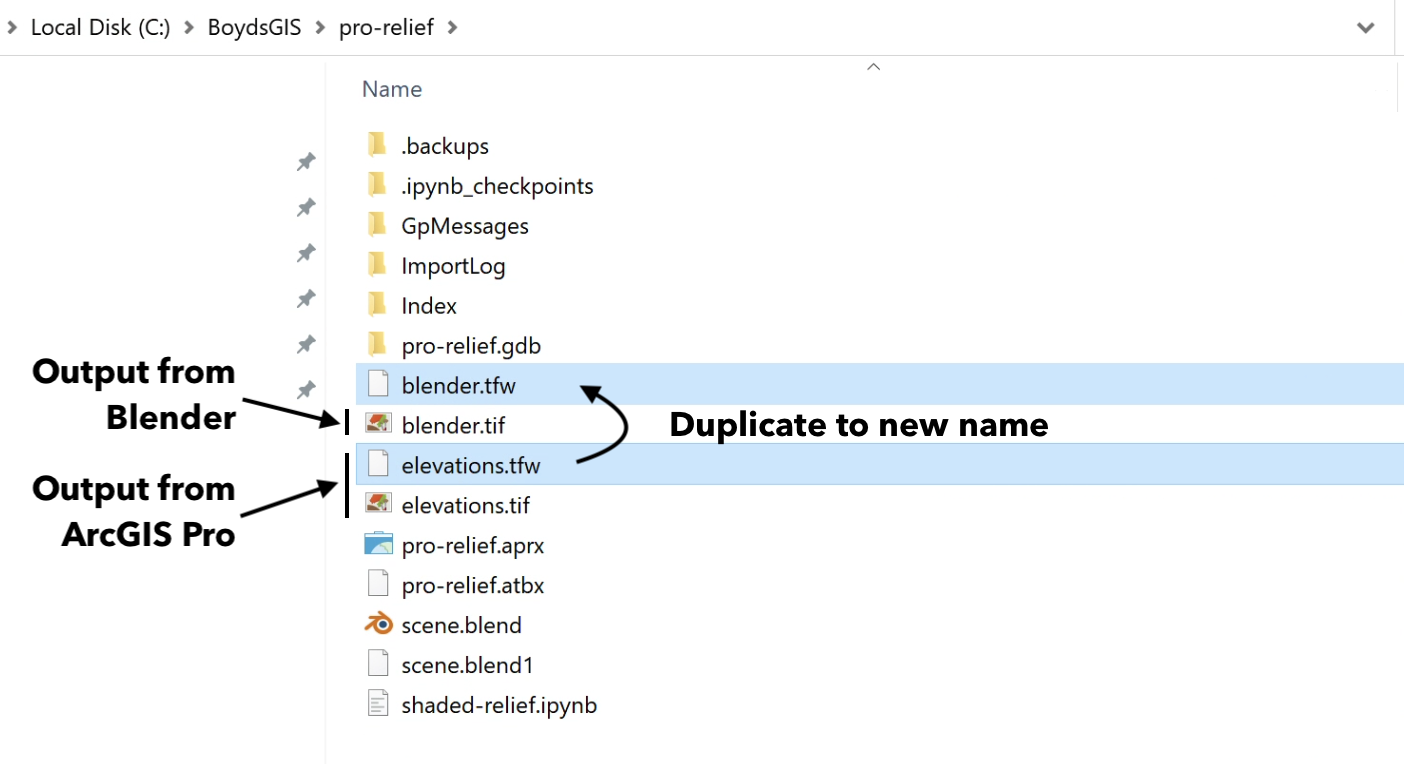 Local Disk (C:) > BoydsGIS > pro-relief >
Name
.backups
.ipynb_checkpoints
GpMessages
ImportLog
Index
pro-relief.gdb
blender.tfw
blender.tif
elevations.tfw
elevations.tif
pro-relief.aprx
pro-relief.atbx
scene.blend
scene.blend1
shaded-relief.ipynb
Output from
Blender
Output from
ArcGIS Pro
Duplicate to new name